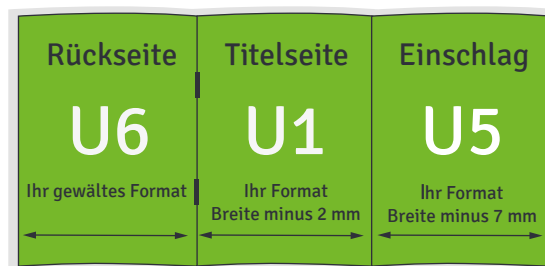 Rückseite
U6
Ihr gewältes Format
Titelseite
U1
Ihr Format
Breite minus 2 mm
Einschlag
U5
Ihr Format
Breite minus 7 mm